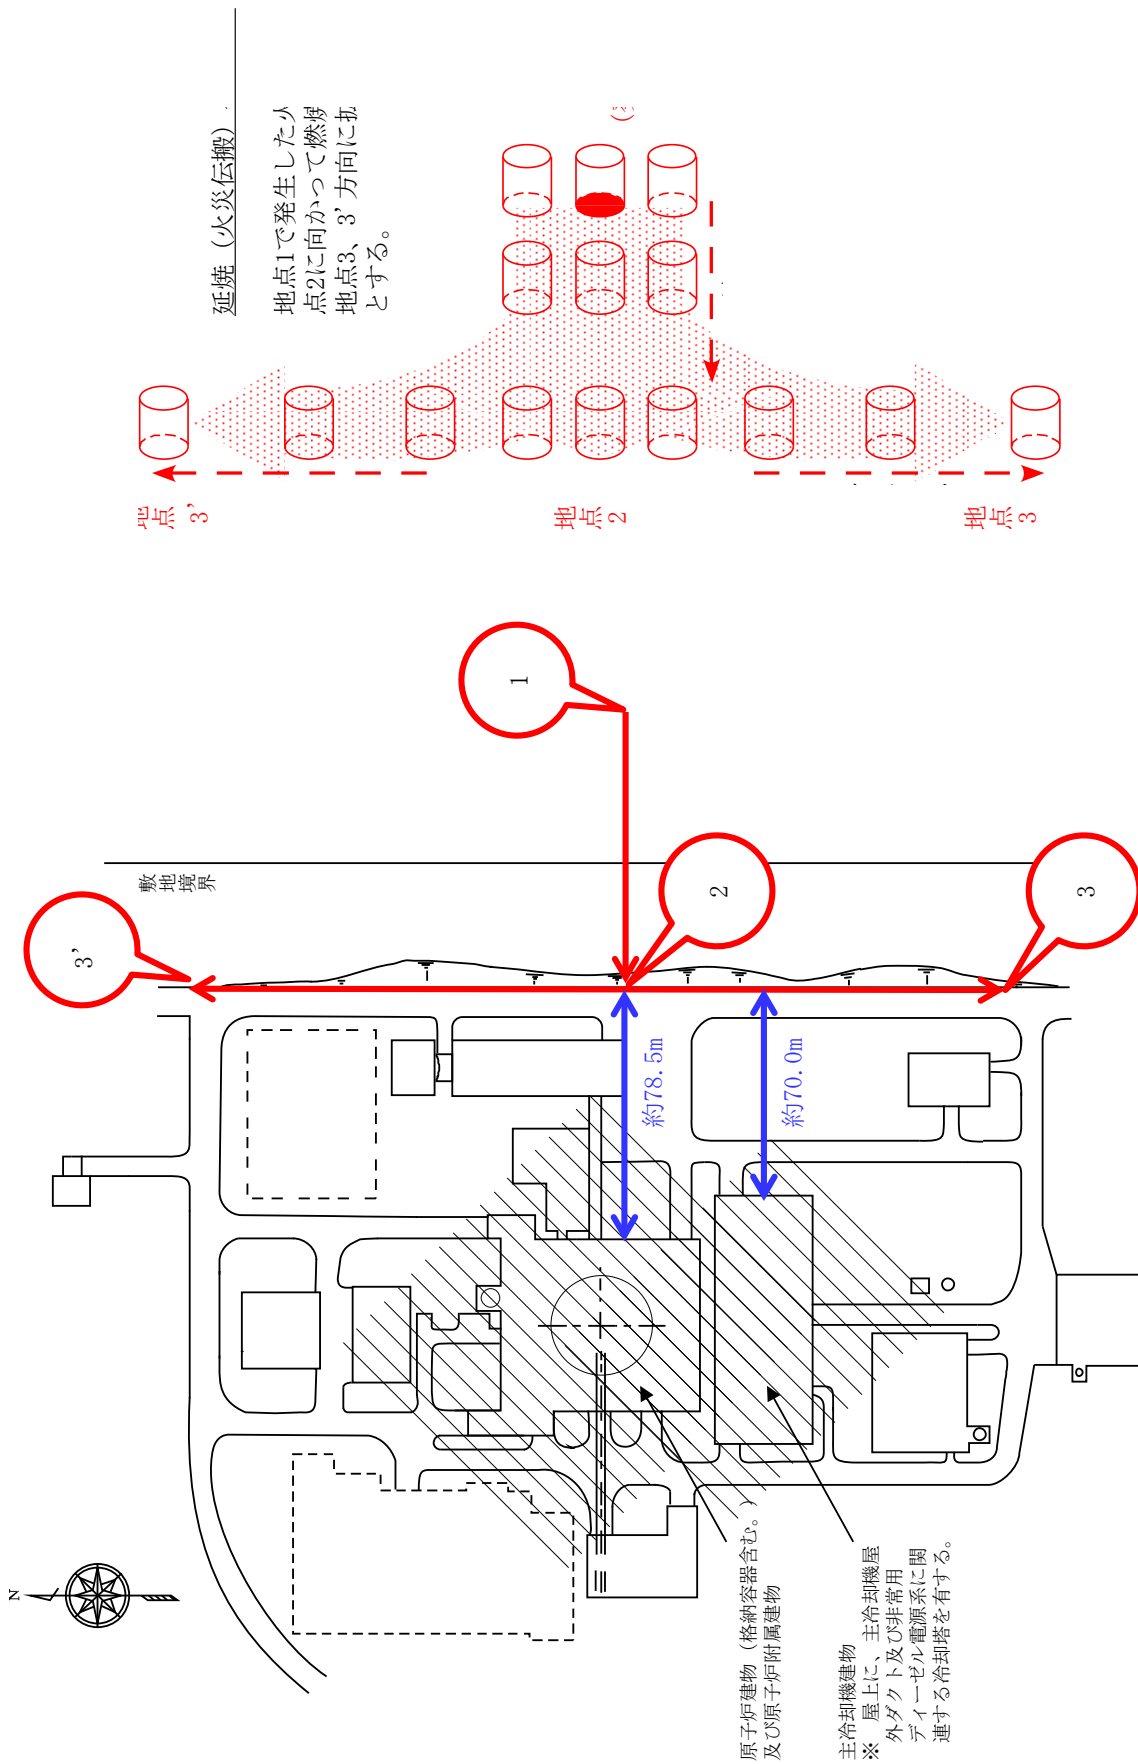 延焼（火災伝搬）
地点1で発生した火
点2に向かって燃焼
地点3、3’方向に拡
とする。
地点
3’
地点
2
地点
3
1
敷地境界
3’
2
3
約78.5m
約70.0m
N
原子炉建物（格納容器含む。）
及び原子炉附属建物
主冷却機建物
※ 屋上に、主冷却機屋
外ダクト及び非常用
ディーゼル電源系に関
連する冷却塔を有する。